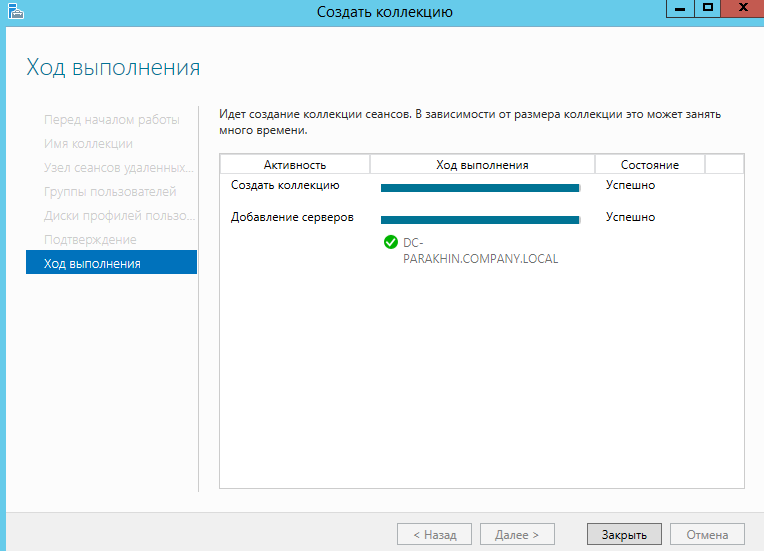 Создать коллекцию
Ход выполнения
Перед началом работы
Имя коллекции
Узел сеансов удаленных...
Группы пользователей
Диски профилей пользо...
Подтверждение
Ход выполнения
Идет создание коллекции сеансов. В зависимости от размера коллекции это может занять
много времени.
Активность Ход выполнения Состояние
Создать коллекцию Успешно
Добавление серверов Успешно
DC-
PARAKHIN.COMPANY.LOCAL
< Назад Далее > Закрыть Отмена